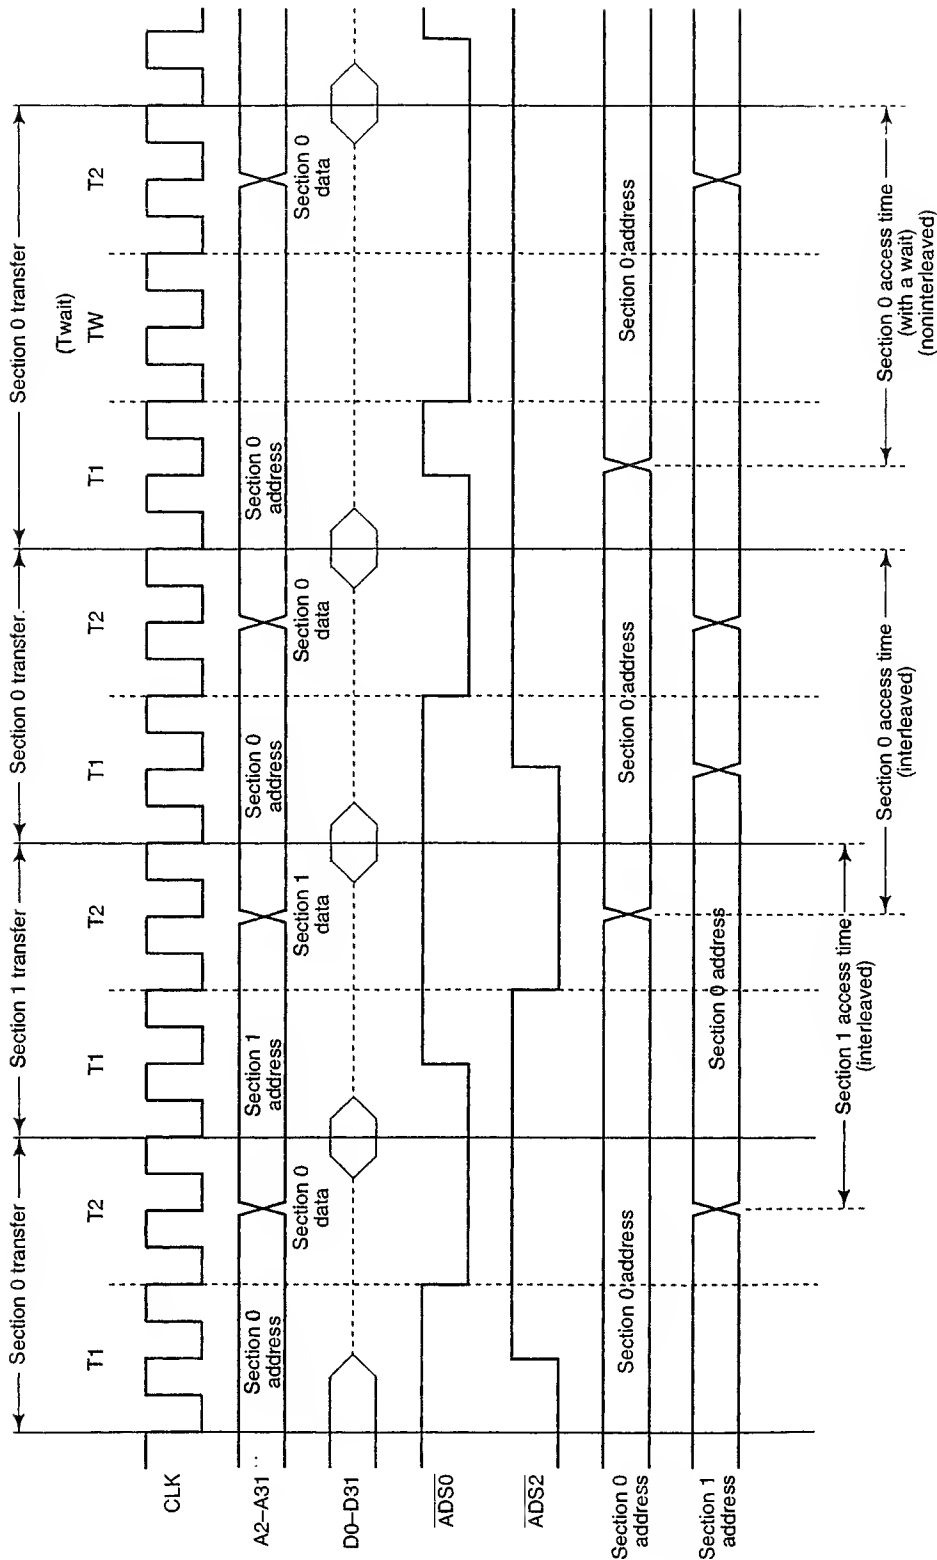 Section 0 transfer
Section 1 transfer
Section 0 transfer.
Section 0 transfer
(Twait)
T1
T2
T1
T2
T1
T2
T1
TW
T2
CLK
A2–A31
Section 0
address
Section 1
address
Section 0
address
Section 0
address
D0–D31
Section 0
data
Section 1
data
Section 0
data
Section 0
data
ADS0
ADS2
Section 0
address
Section 0 address
Section 0 address
Section 0 address
Section 1
address
Section 0 address
Section 1 access time
(interleaved)
Section 0 access time
(interleaved)
Section 0 access time
(with a wait)
(noninterleaved)